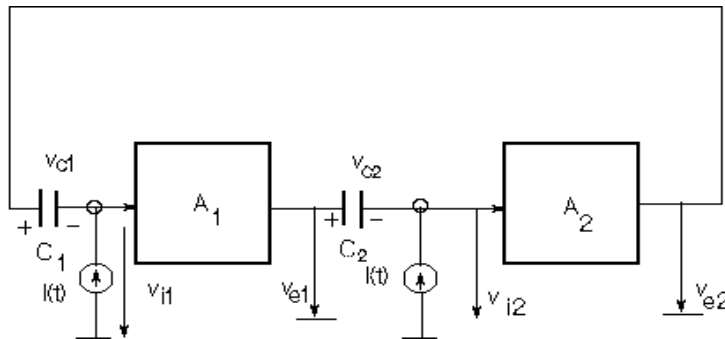 v_c1
+
−
C_1
I(t)
v_i1
A_1
v_e1
v_c2
+
−
C_2
I(t)
v_i2
A_2
v_e2